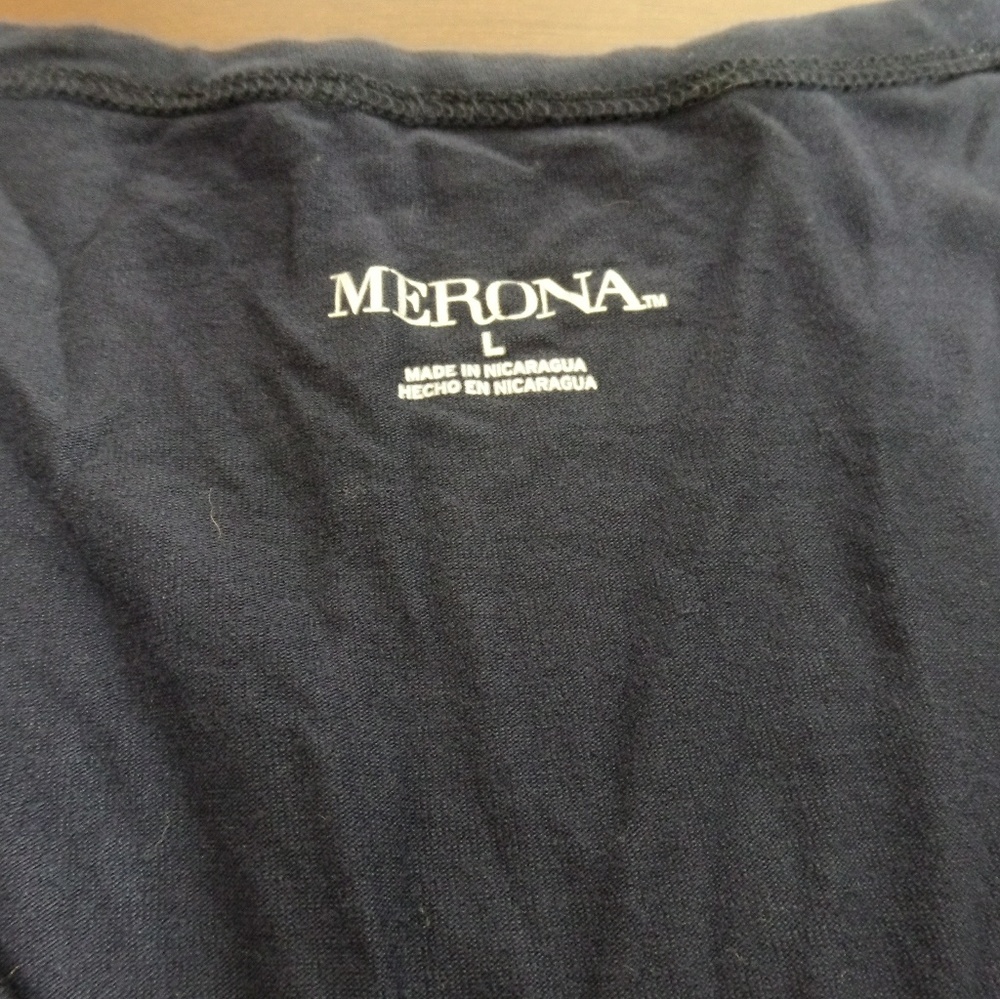 MERONA™
L
MADE IN NICARAGUA
HECHO EN NICARAGUA